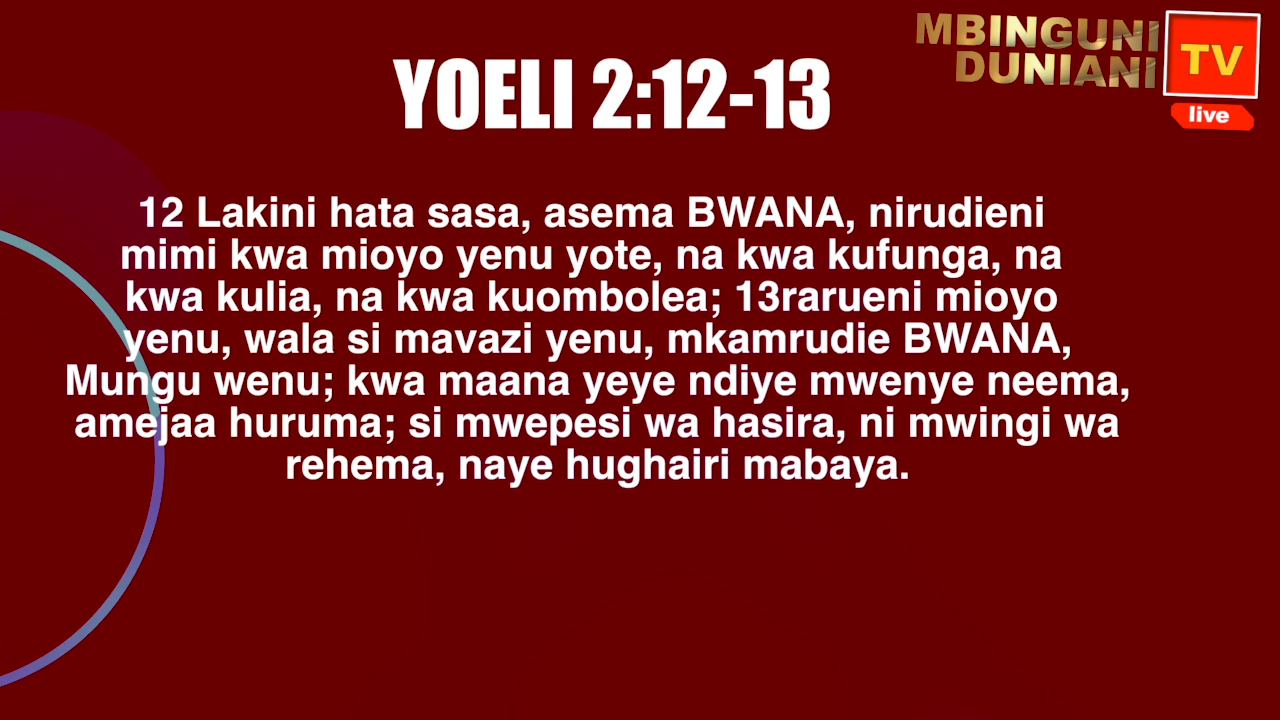 MBINGUNI
DUNIANI
TV
live
YOELI 2:12-13
12 Lakini hata sasa, asema BWANA, nirudieni
mimi kwa mioyo yenu yote, na kwa kufunga, na
kwa kulia, na kwa kuombolea; 13rarueni mioyo
yenu, wala si mavazi yenu, mkamrudie BWANA,
Mungu wenu; kwa maana yeye ndiye mwenye neema,
amejaa huruma; si mwepesi wa hasira, ni mwingi wa
rehema, naye hughairi mabaya.